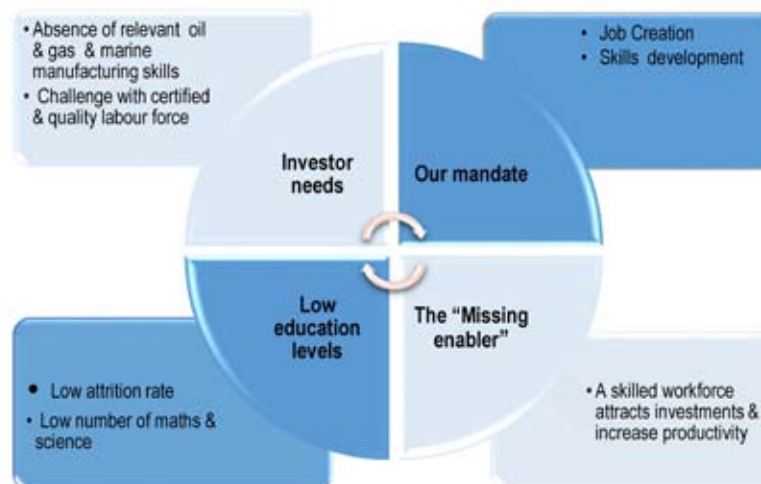 • Absence of relevant oil
& gas & marine
manufacturing skills
• Challenge with certified
& quality labour force
• Job Creation
• Skills development
Investor
needs
Our mandate
Low
education
levels
The “Missing
enabler”
• Low attrition rate
• Low number of maths &
science
• A skilled workforce
attracts investments &
increase productivity